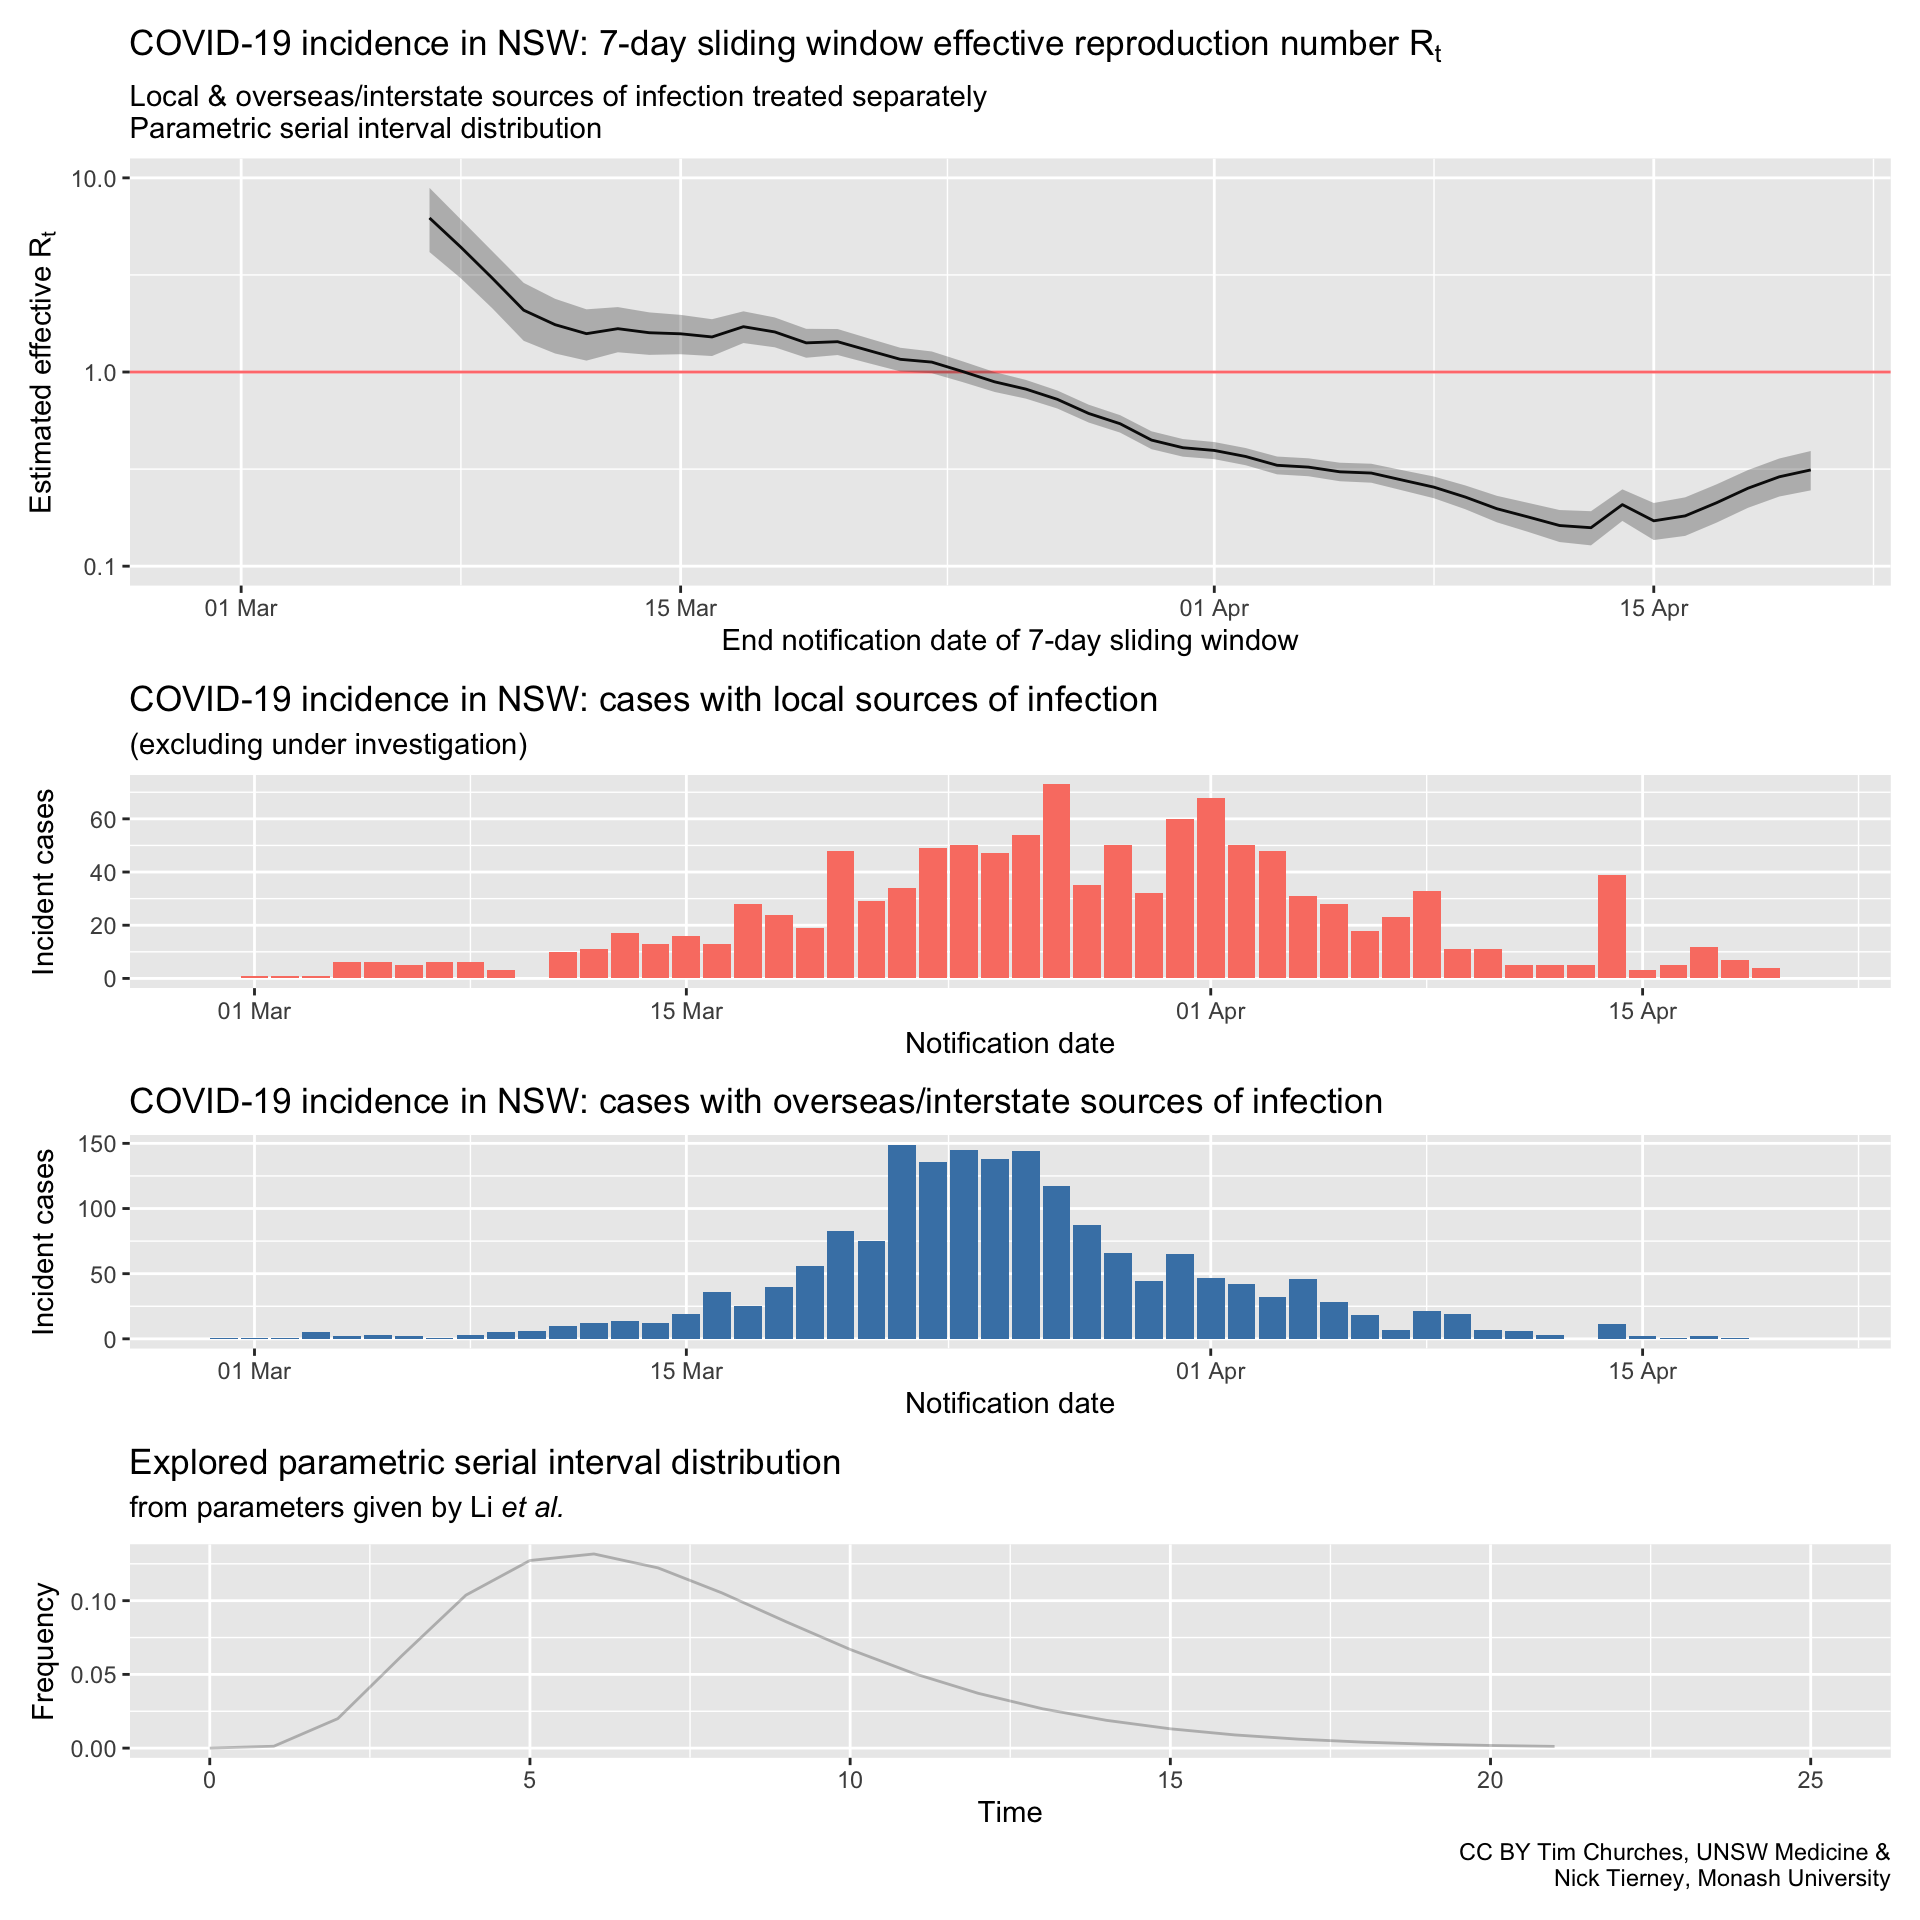 COVID-19 incidence in NSW: 7-day sliding window effective reproduction number Rt
Local & overseas/interstate sources of infection treated separately
Parametric serial interval distribution
Estimated effective Rt
10.0
1.0
0.1
01 Mar 15 Mar 01 Apr 15 Apr
End notification date of 7-day sliding window
COVID-19 incidence in NSW: cases with local sources of infection
(excluding under investigation)
Incident cases
60
40
20
0
01 Mar 15 Mar 01 Apr 15 Apr
Notification date
COVID-19 incidence in NSW: cases with overseas/interstate sources of infection
Incident cases
150
100
50
0
01 Mar 15 Mar 01 Apr 15 Apr
Notification date
Explored parametric serial interval distribution
from parameters given by Li et al.
Frequency
0.10
0.05
0.00
0 5 10 15 20 25
Time
CC BY Tim Churches, UNSW Medicine &
Nick Tierney, Monash University